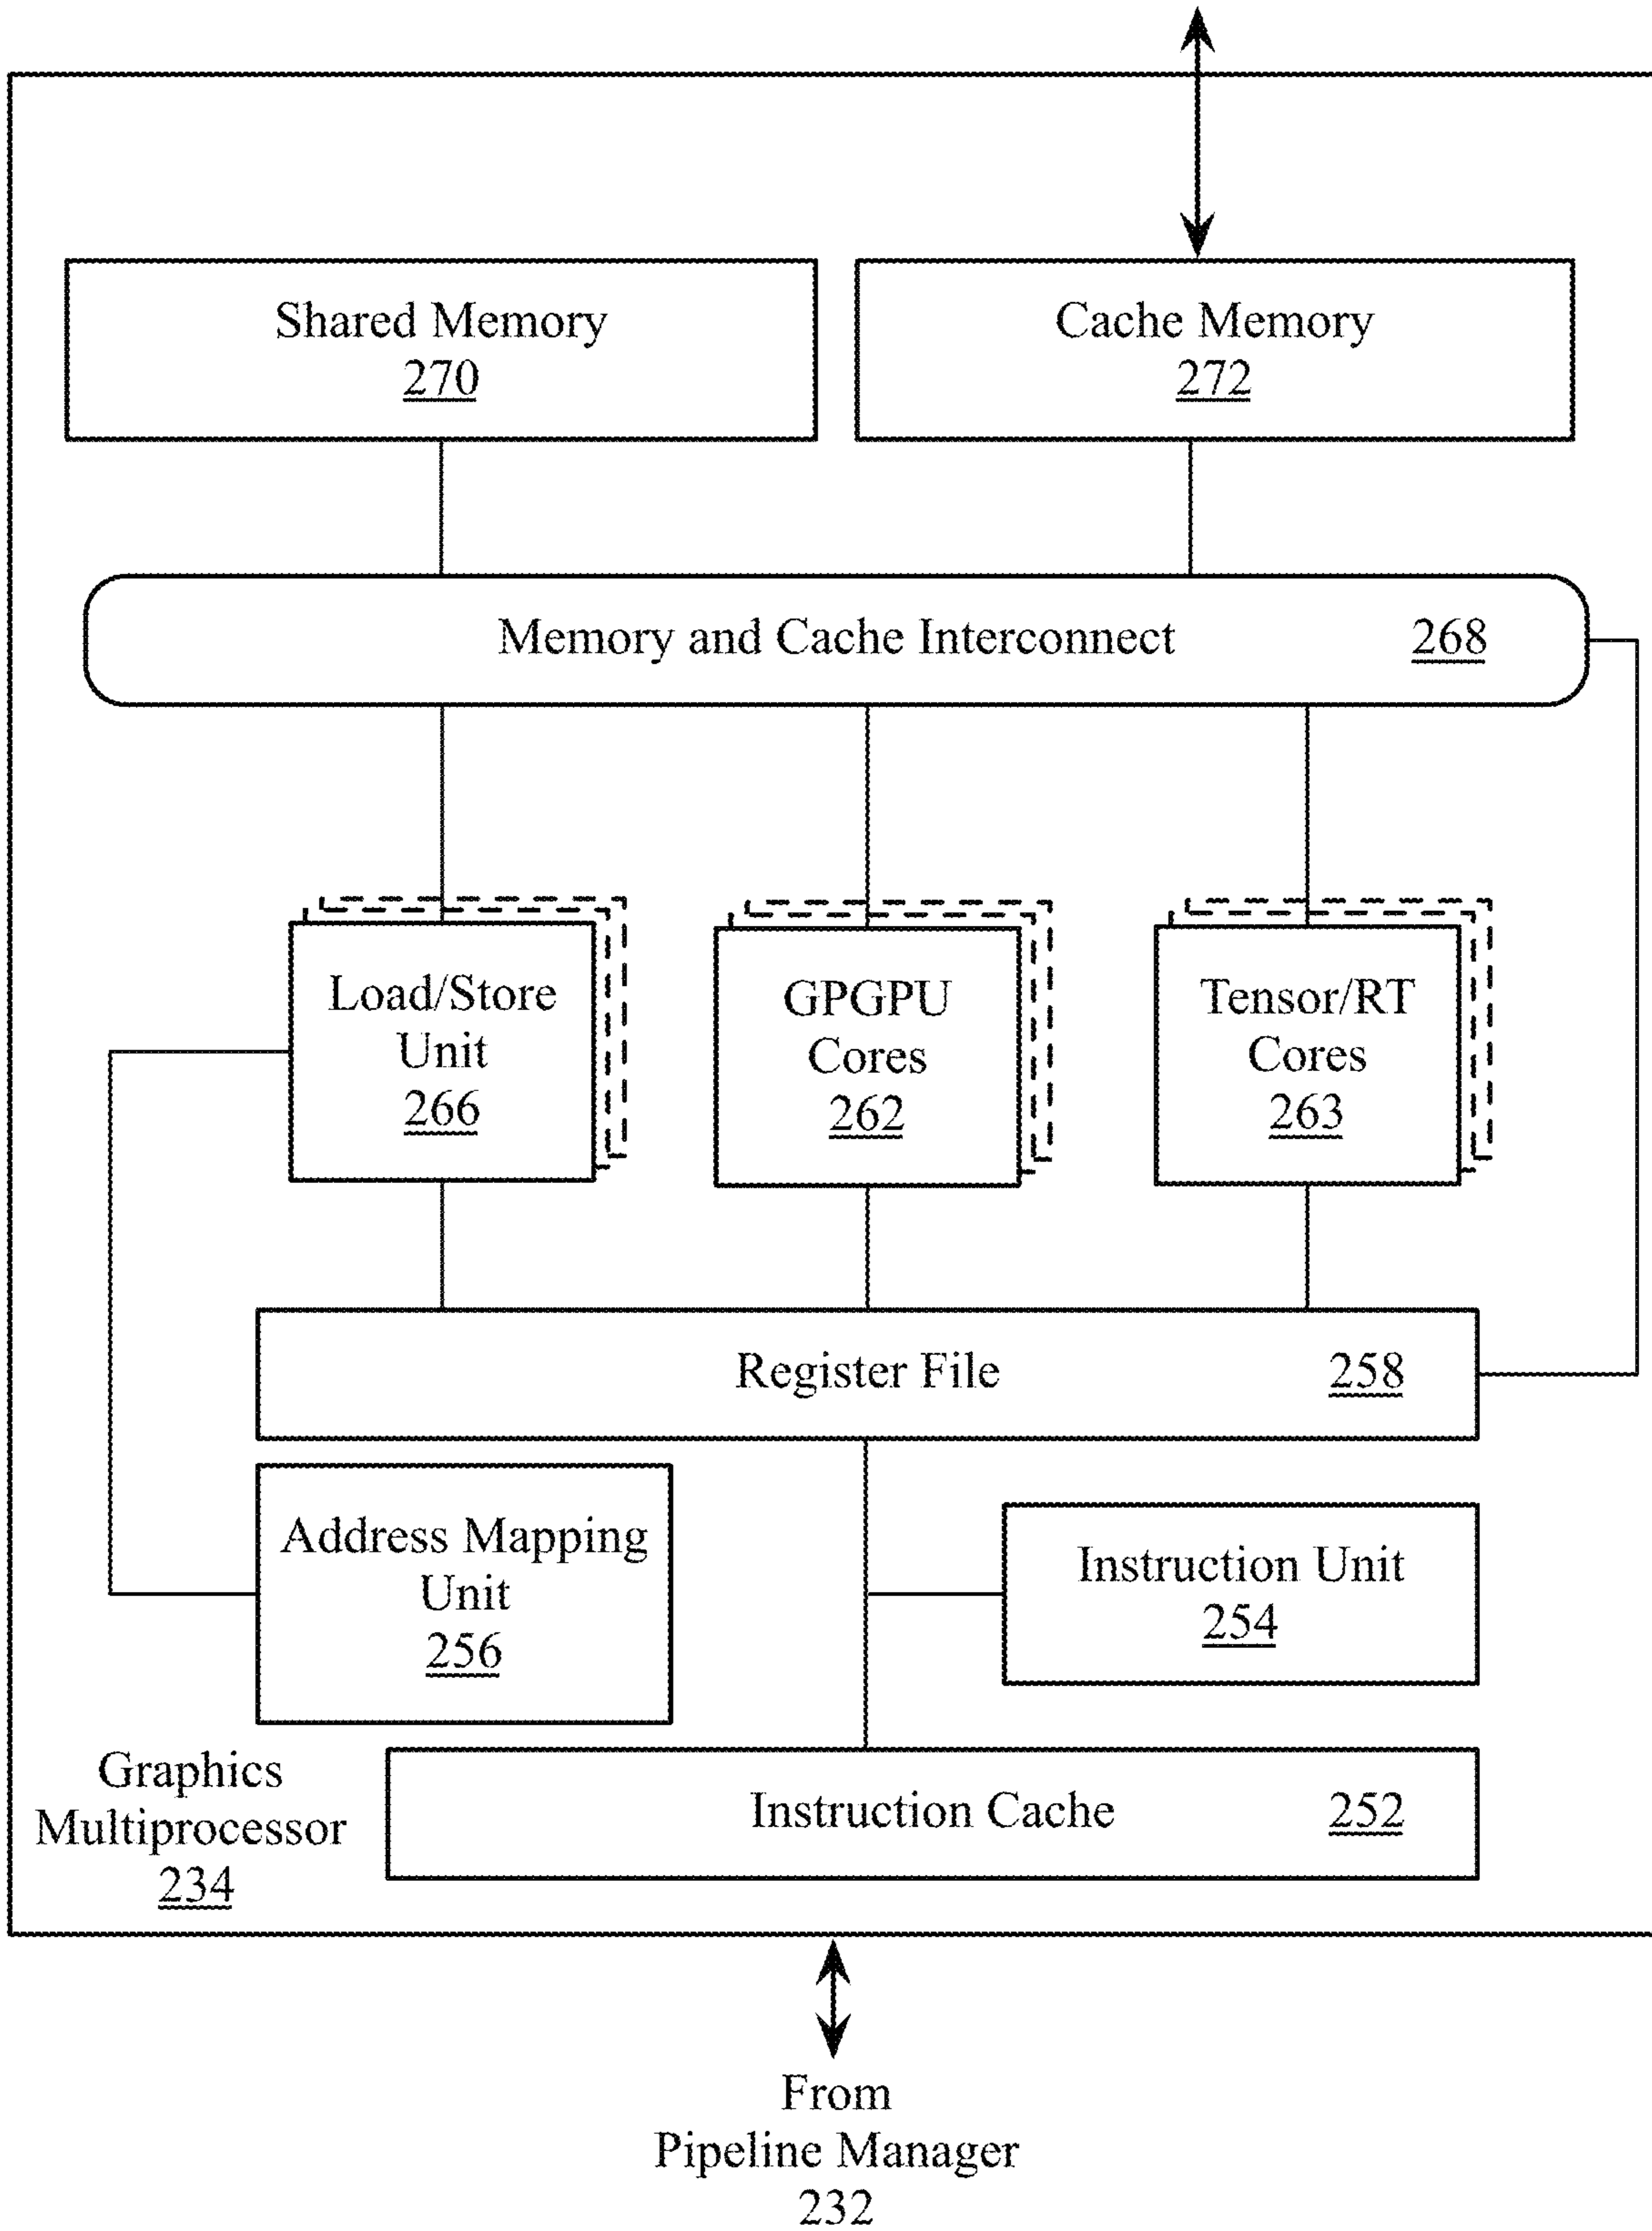 Shared Memory
270
Cache Memory
272
Memory and Cache Interconnect 268
Load/Store
Unit
266
GPGPU
Cores
262
Tensor/RT
Cores
263
Register File 258
Address Mapping
Unit
256
Instruction Unit
254
Graphics
Multiprocessor
234
Instruction Cache 252
From
Pipeline Manager
232